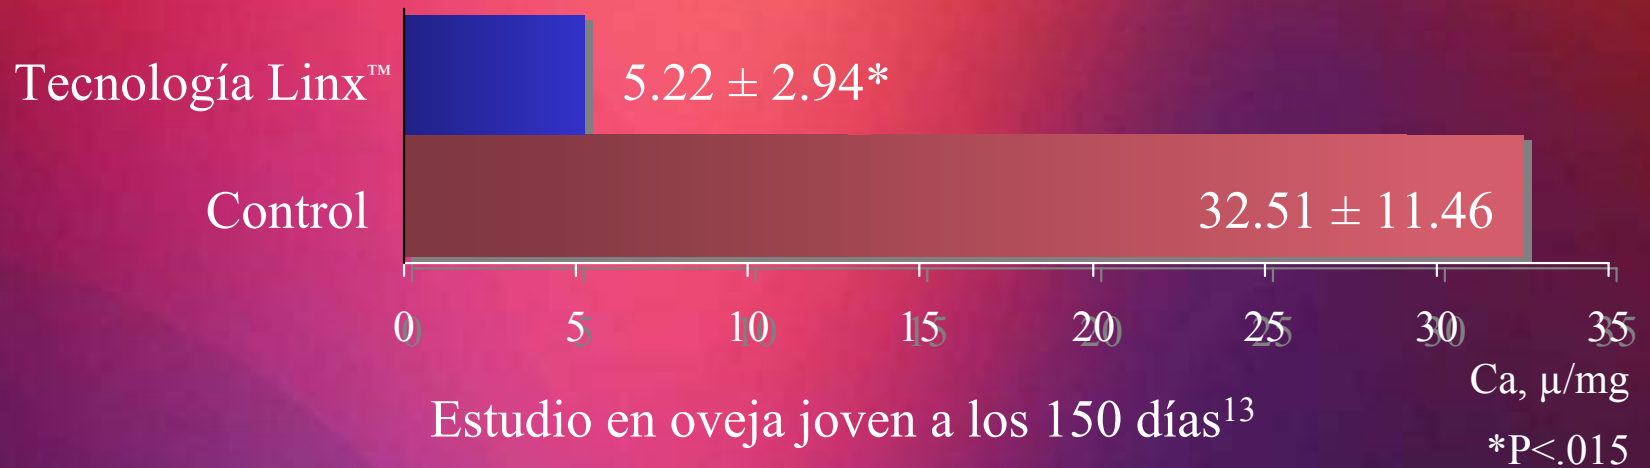 Tecnología Linx™
5.22 ± 2.94*
Control
32.51 ± 11.46
0 5 10 15 20 25 30 35
Ca, µ/mg
Estudio en oveja joven a los 150 días¹³
*P<.015